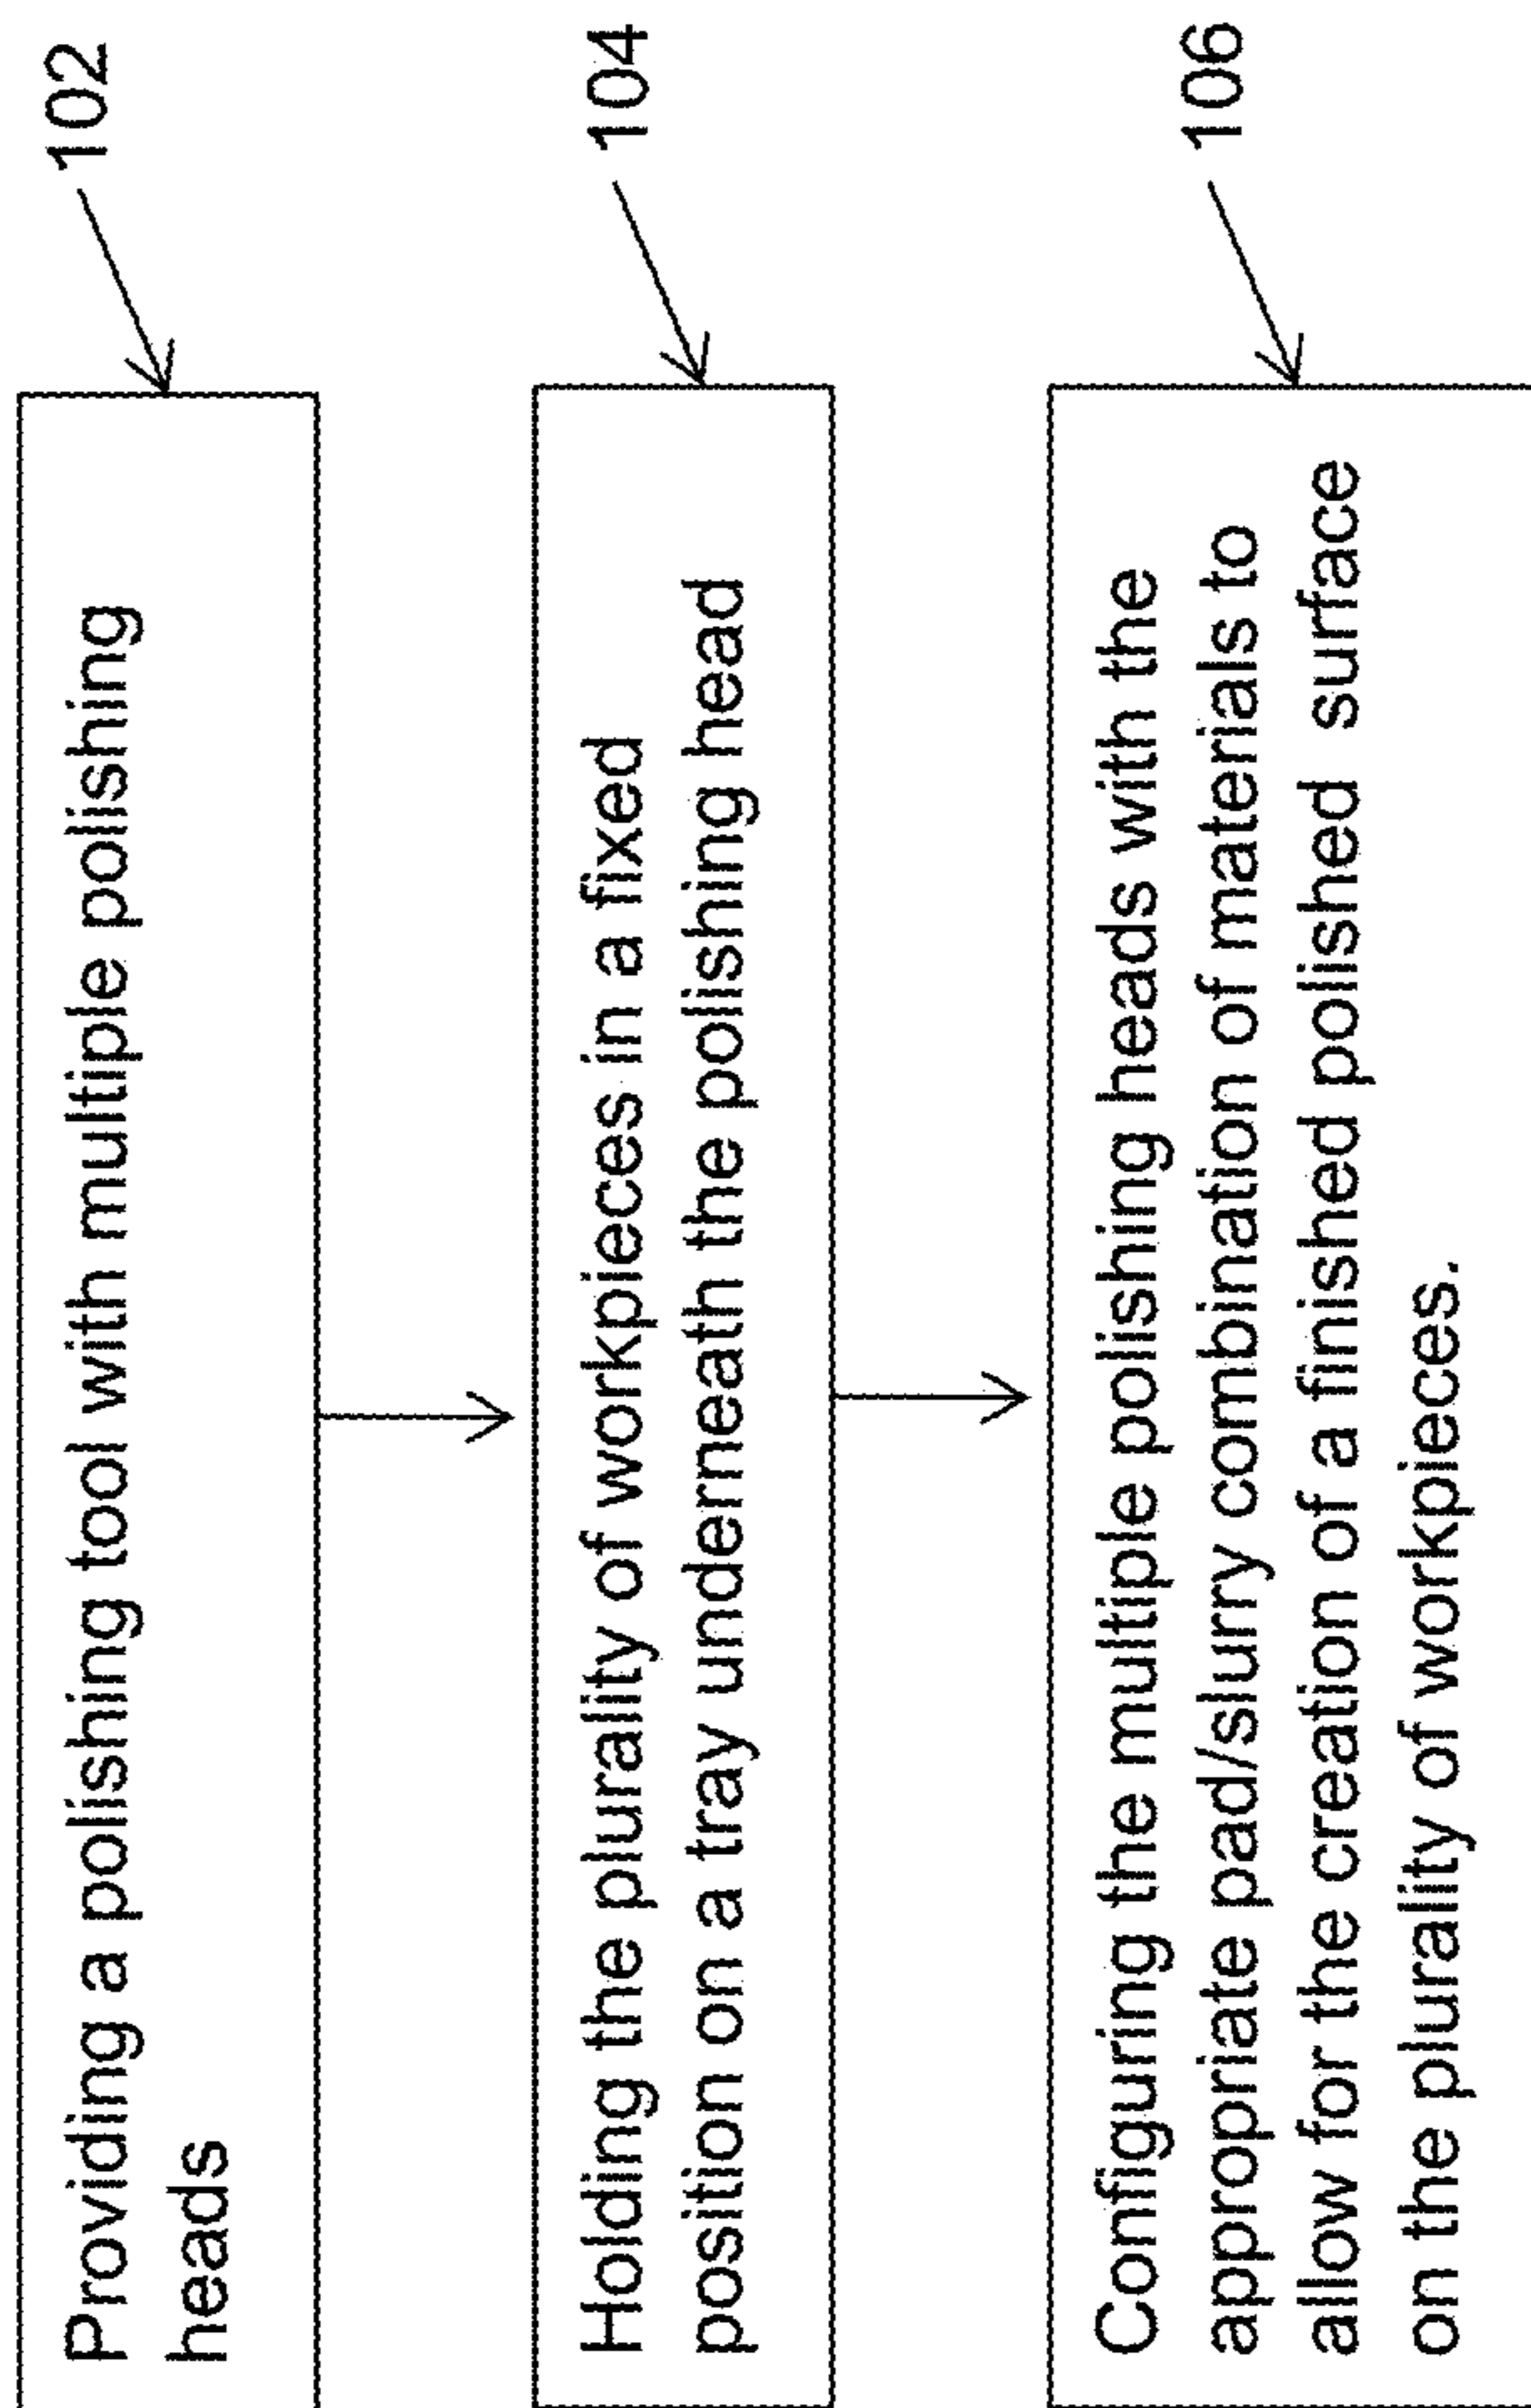 Providing a polishing tool with multiple polishing
heads
102
Holding the plurality of workpieces in a fixed
position on a tray underneath the polishing head
104
Configuring the multiple polishing heads with the
appropriate pad/slurry combination of materials to
allow for the creation of a finished polished surface
on the plurality of workpieces.
106